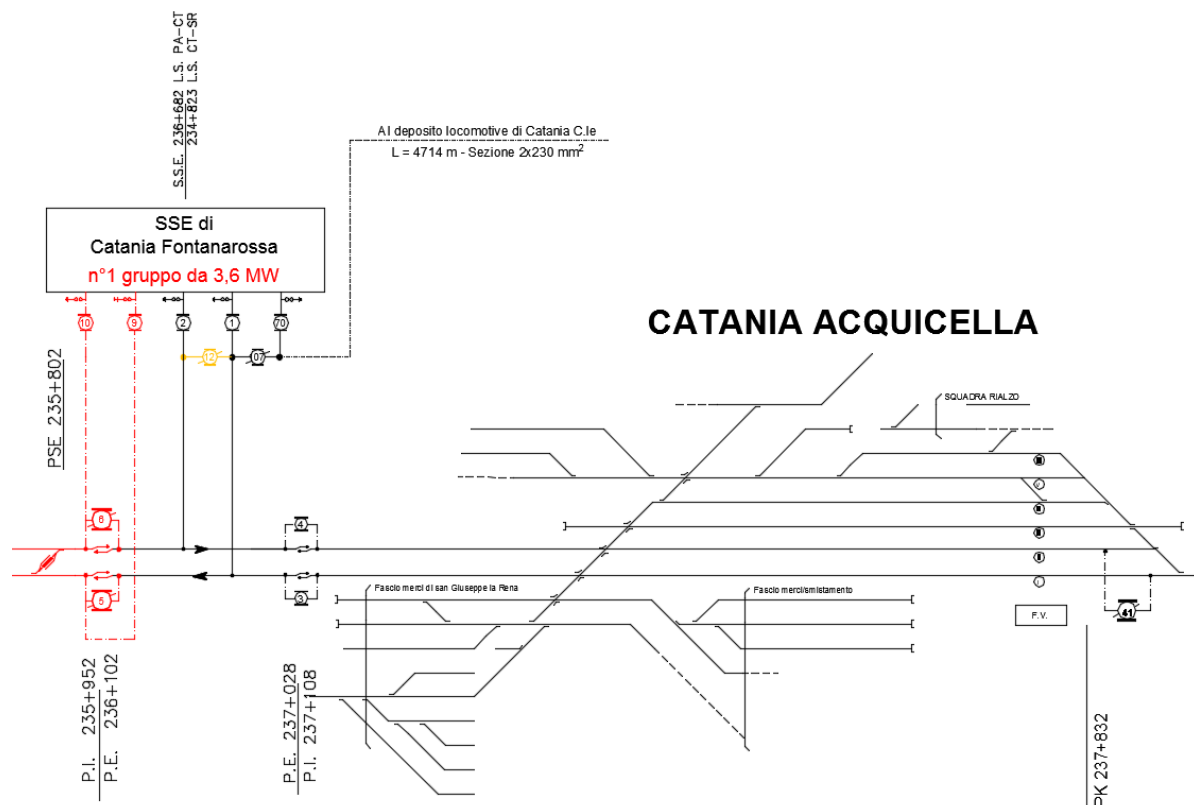 S.S.E. 236+682 L.S. PA-CT
234+823 L.S. CT-SR
Al deposito locomotive di Catania C.le
L = 4714 m - Sezione 2x230 mm²
SSE di
Catania Fontanarossa
n°1 gruppo da 3,6 MW
10
9
2
1
70
12
07
CATANIA ACQUICELLA
PSE 235+802
SQUADRA RIALZO
6
4
5
3
Fascio merci di san Giuseppe la Rena
Fascio merci/smistamento
F.V.
41
P.I. 235+952
P.E. 236+102
P.E. 237+028
P.I. 237+108
PK 237+832